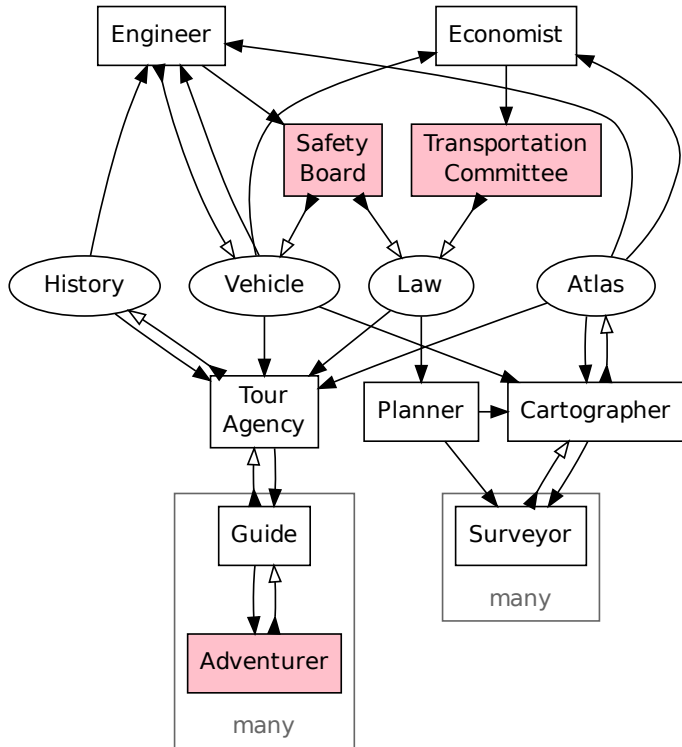 Engineer
Economist
Safety
Board
Transportation
Committee
History
Vehicle
Law
Atlas
Tour
Agency
Planner
Cartographer
Guide
Surveyor
many
Adventurer
many